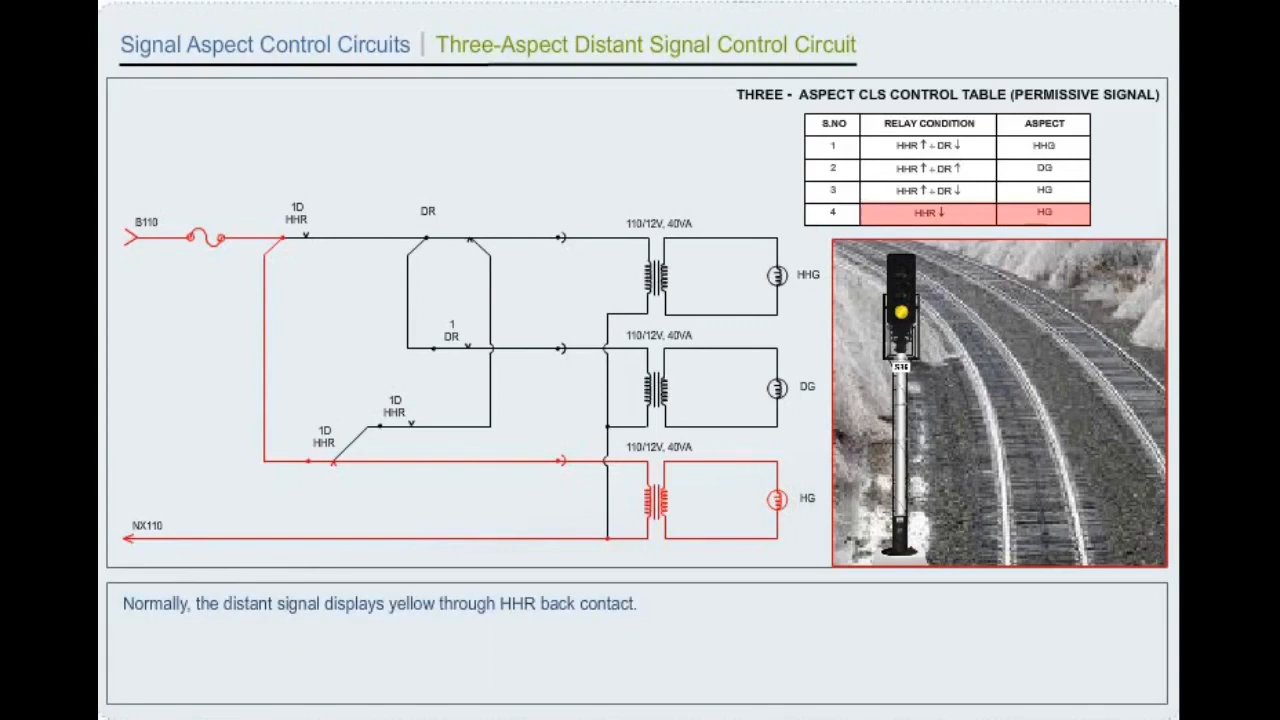 Signal Aspect Control Circuits | Three-Aspect Distant Signal Control Circuit
THREE - ASPECT CLS CONTROL TABLE (PERMISSIVE SIGNAL)
S.NO RELAY CONDITION ASPECT
1 HHR ↑ + DR ↓ HHG
2 HHR ↑ + DR ↑ DG
3 HHR ↑ + DR ↓ HG
4 HHR ↓ HG
B110
1D
HHR
DR
110/12V, 40VA
HHG
1
DR
110/12V, 40VA
DG
1D
HHR
1D
HHR
110/12V, 40VA
HG
NX110
Normally, the distant signal displays yellow through HHR back contact.